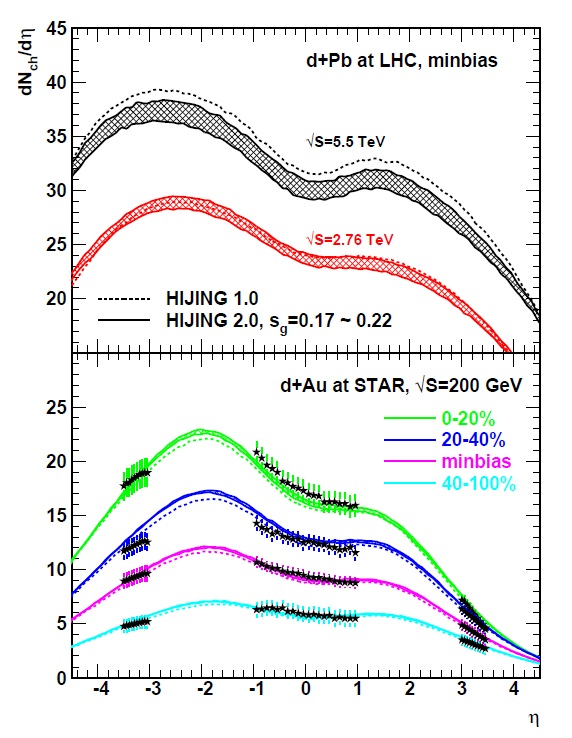 dNch/dη
45
40
35
30
25
20
d+Pb at LHC, minbias
√S=5.5 TeV
√S=2.76 TeV
HIJING 1.0
HIJING 2.0, sg=0.17 ~ 0.22
d+Au at STAR, √S=200 GeV
0-20%
20-40%
minbias
40-100%
25
20
15
10
5
0
-4 -3 -2 -1 0 1 2 3 4
η